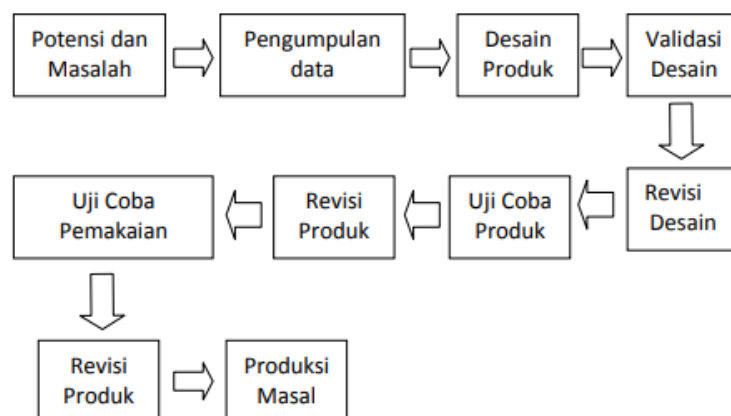 Potensi dan
Masalah
Pengumpulan
data
Desain
Produk
Validasi
Desain
Revisi
Desain
Uji Coba
Produk
Revisi
Produk
Uji Coba
Pemakaian
Revisi
Produk
Produksi
Masal